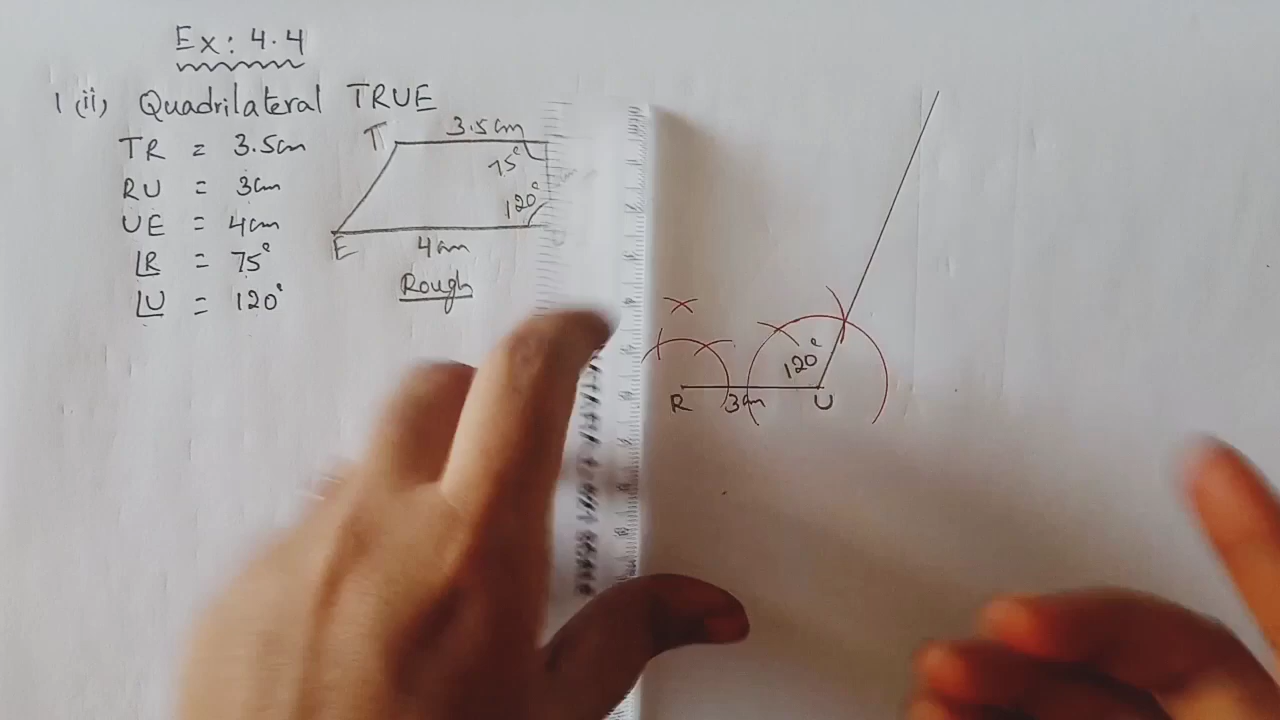 Ex: 4.4
1 (ii) Quadrilateral TRUE
TR = 3.5cm
RU = 3cm
UE = 4cm
∠R = 75°
∠U = 120°
T 3.5cm
75°
120°
E 4cm
Rough
120°
R 3cm U